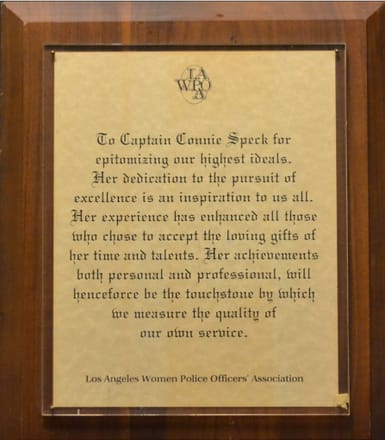 LA
WPO
A
To Captain Connie Speck for
epitomizing our highest ideals.
Her dedication to the pursuit of
excellence is an inspiration to us all.
Her experience has enhanced all those
who chose to accept the loving gifts of
her time and talents. Her achievements
both personal and professional, will
henceforce be the touchstone by which
we measure the quality of
our own service.
Los Angeles Women Police Officers' Association